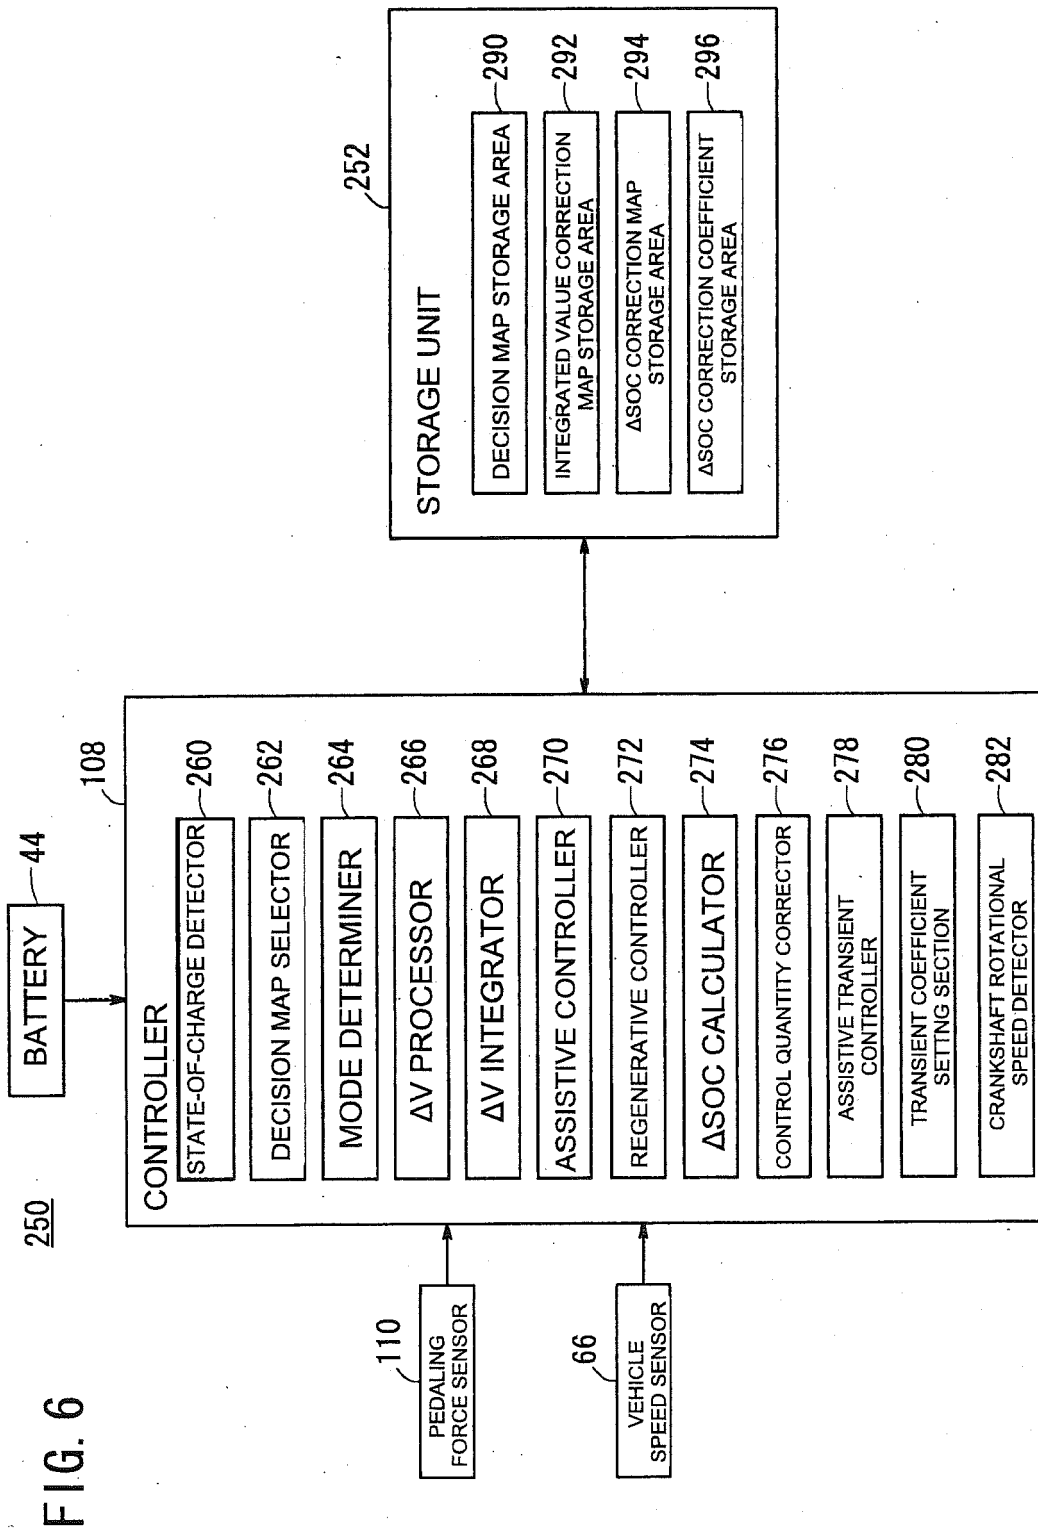 FIG. 6
250
BATTERY
44
108
CONTROLLER
STATE-OF-CHARGE DETECTOR
260
DECISION MAP SELECTOR
262
MODE DETERMINER
264
ΔV PROCESSOR
266
ΔV INTEGRATOR
268
ASSISTIVE CONTROLLER
270
REGENERATIVE CONTROLLER
272
ΔSOC CALCULATOR
274
CONTROL QUANTITY CORRECTOR
276
ASSISTIVE TRANSIENT
CONTROLLER
278
TRANSIENT COEFFICIENT
SETTNG SECTION
280
CRANKSHAFT ROTATIONAL
SPEED DETECTOR
282
110
PEDALING
FORCE SENSOR
66
VEHICLE
SPEED SENSOR
252
STORAGE UNIT
DECISION MAP STORAGE AREA
290
INTEGRATED VALUE CORRECTION
MAP STORAGE AREA
292
ΔSOC CORRECTION MAP
STORAGE AREA
294
ΔSOC CORRECTION COEFFICIENT
STORAGE AREA
296